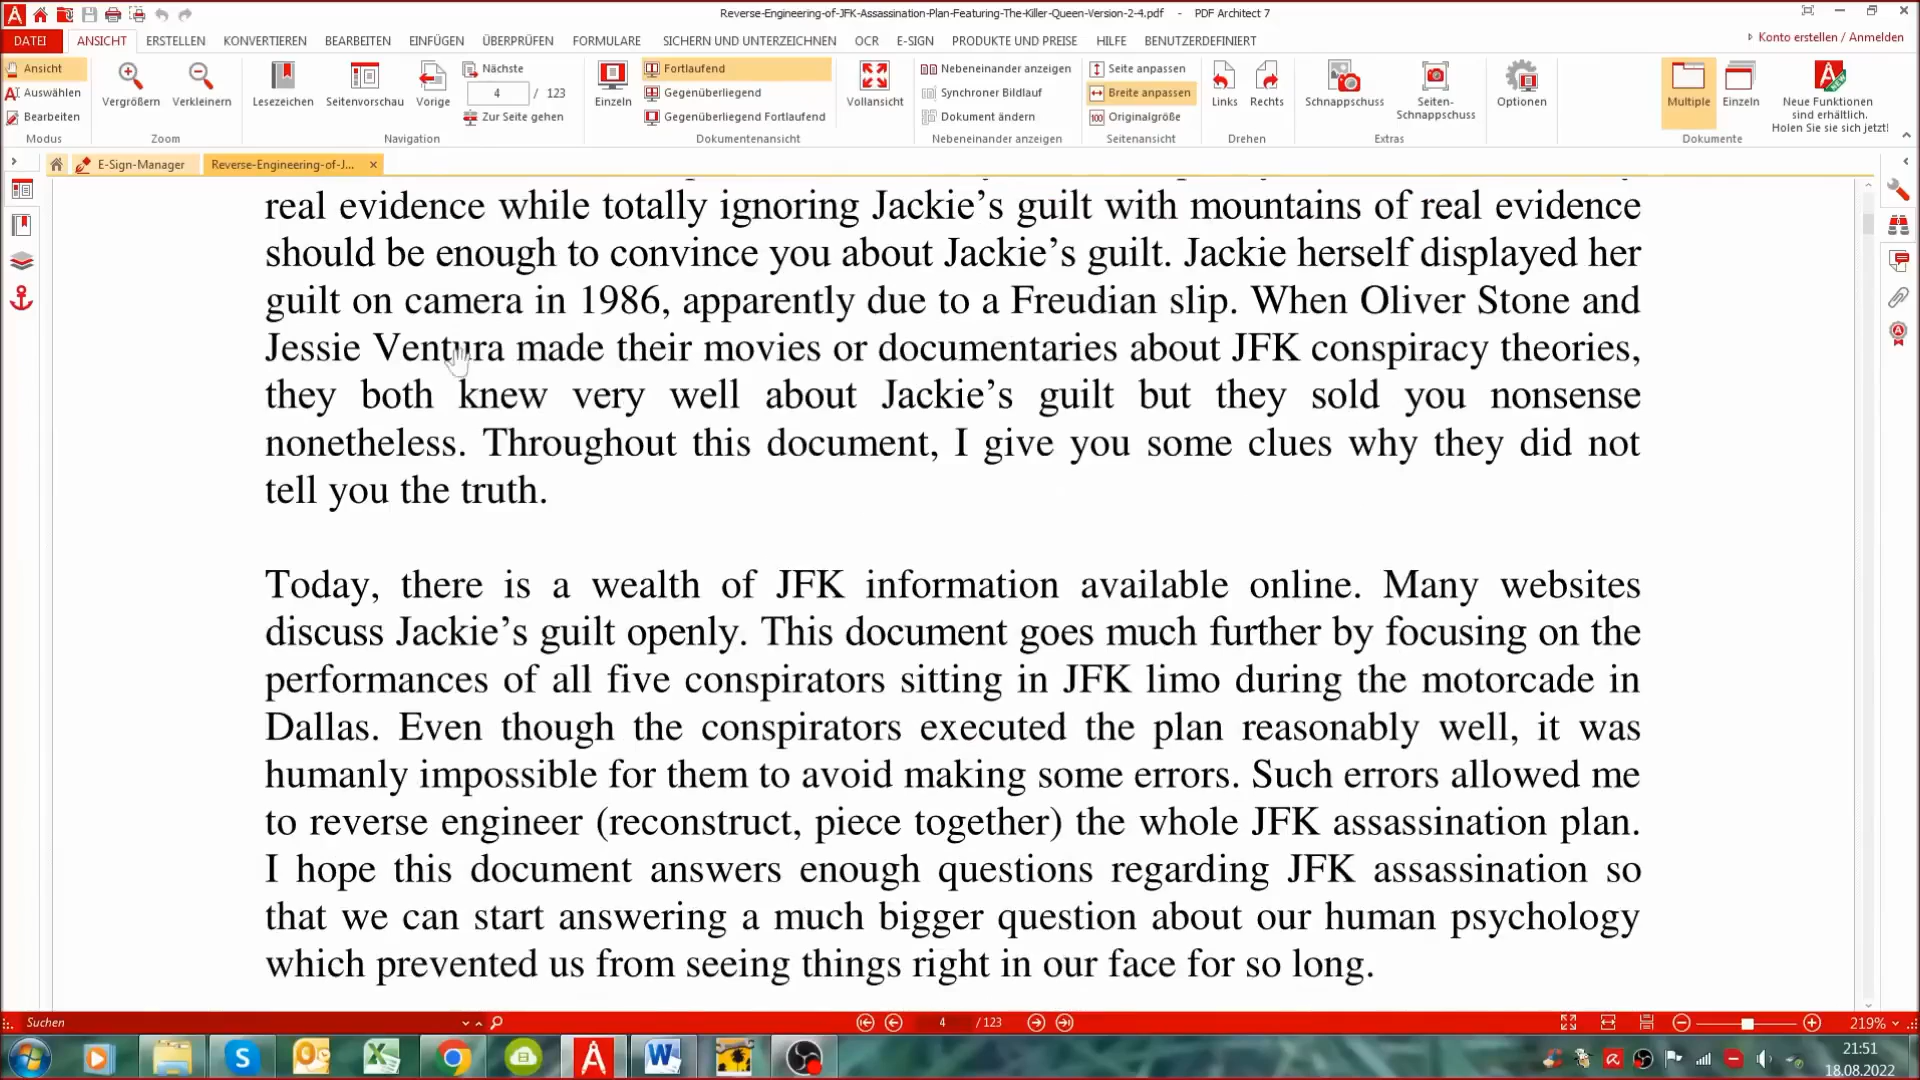 Reverse-Engineering-of-JFK-Assassination-Plan-Featuring-The-Killer-Queen-Version-2-4.pdf - PDF Architect 7
DATEI ANSICHT ERSTELLEN KONVERTIEREN BEARBEITEN EINFÜGEN ÜBERPRÜFEN FORMULARE SICHERN UND UNTERZEICHNEN OCR E-SIGN PRODUKTE UND PREISE HILFE BENUTZERDEFINIERT Konto erstellen / Anmelden
Ansicht
Auswählen
Bearbeiten
Modus
Vergrößern Verkleinern
Zoom
Lesezeichen Seitenvorschau Vorige
Nächste
4 / 123
Zur Seite gehen
Navigation
Einzeln
Fortlaufend
Gegenüberliegend
Gegenüberliegend Fortlaufend
Dokumentenansicht
Vollansicht
Nebeneinander anzeigen
Synchroner Bildlauf
Dokument ändern
Nebeneinander anzeigen
Seite anpassen
Breite anpassen
100 Originalgröße
Seitenansicht
Links Rechts
Drehen
Schnappschuss Seiten-
Schnappschuss
Extras
Optionen
Multiple Einzeln
Neue Funktionen
sind erhältlich.
Holen Sie sie sich jetzt!
Dokumente
E-Sign-Manager Reverse-Engineering-of-J...
real evidence while totally ignoring Jackie’s guilt with mountains of real evidence
should be enough to convince you about Jackie’s guilt. Jackie herself displayed her
guilt on camera in 1986, apparently due to a Freudian slip. When Oliver Stone and
Jessie Ventura made their movies or documentaries about JFK conspiracy theories,
they both knew very well about Jackie’s guilt but they sold you nonsense
nonetheless. Throughout this document, I give you some clues why they did not
tell you the truth.
Today, there is a wealth of JFK information available online. Many websites
discuss Jackie’s guilt openly. This document goes much further by focusing on the
performances of all five conspirators sitting in JFK limo during the motorcade in
Dallas. Even though the conspirators executed the plan reasonably well, it was
humanly impossible for them to avoid making some errors. Such errors allowed me
to reverse engineer (reconstruct, piece together) the whole JFK assassination plan.
I hope this document answers enough questions regarding JFK assassination so
that we can start answering a much bigger question about our human psychology
which prevented us from seeing things right in our face for so long.
Suchen
4 / 123
219%
21:51
18.08.2022